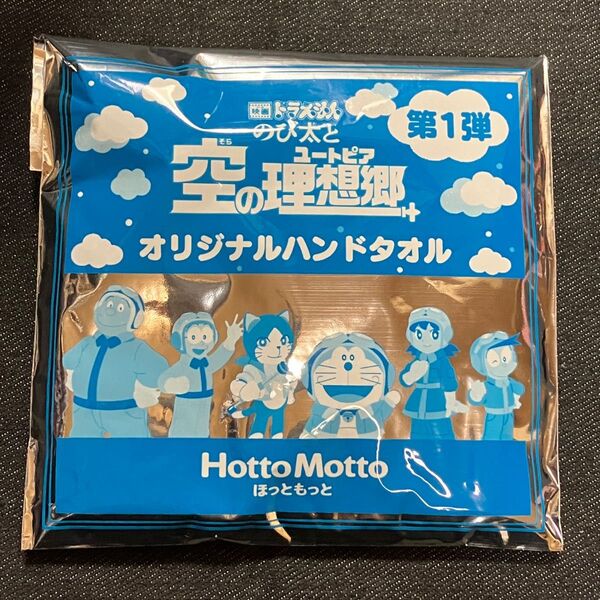 映画ドラえもん
のび太と
第1弾
そら
ユートピア
空の理想郷
オリジナルハンドタオル
HottoMotto
ほっともっと